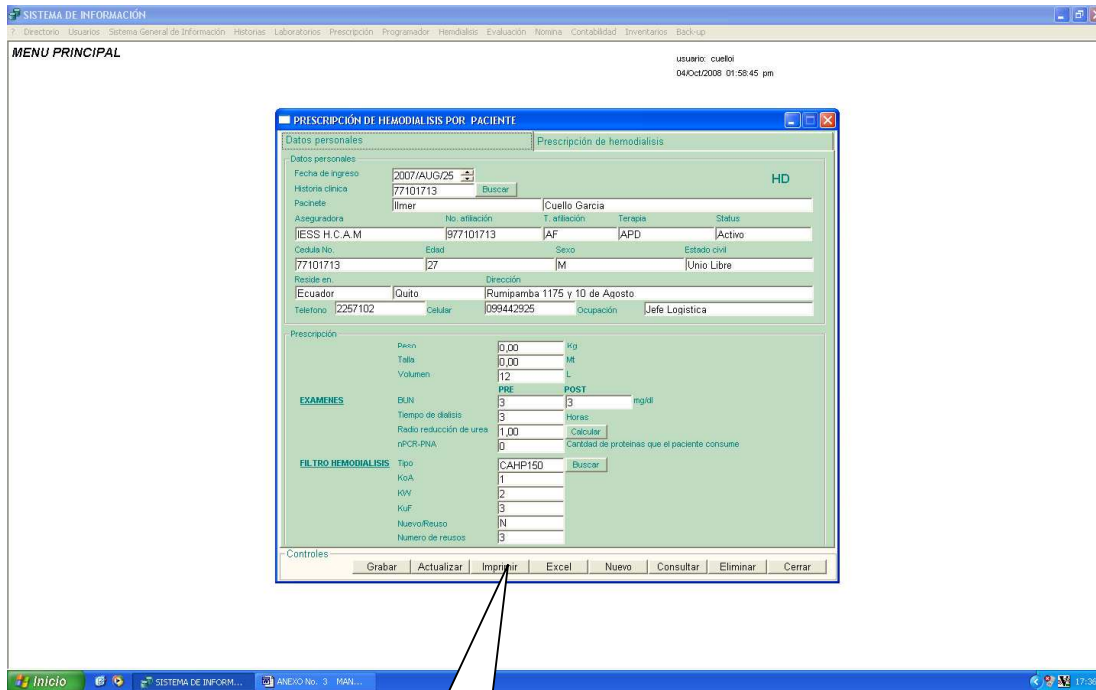 SISTEMA DE INFORMACIÓN
? Directorio Usuarios Sistema General de Información Historias Laboratorios Prescripción Programador Hemdialisis Evaluación Nomina Contabilidad Inventarios Back-up
MENU PRINCIPAL
usuario: cuelloi
04/Oct/2008 01:58:45 pm
PRESCRIPCIÓN DE HEMODIALISIS POR PACIENTE
Datos personales Prescripción de hemodialisis
Datos personales
Fecha de ingreso 2007/AUG/25 HD
Historia clinica 77101713 Buscar
Pacinete Ilmer Cuello Garcia
Aseguradora No. afiliación T. afiliación Terapia Status
IESS H.C.A.M 977101713 AF APD Activo
Cedula No. Edad Sexo Estado civil
77101713 27 M Unio Libre
Reside en. Dirección
Ecuador Quito Rumipamba 1175 y 10 de Agosto
Telefono 2257102 Celular 099442925 Ocupación Jefe Logistica
Prescripción
Peso 0,00 Kg
Talla 0,00 Mt
Volumen 12 L
PRE POST
EXAMENES BUN 3 3 mg/dl
Tiempo de dialisis 3 Horas
Radio reducción de urea 1,00 Calcular
nPCR-PNA 0 Cantidad de proteinas que el paciente consume
FILTRO HEMODIALISIS Tipo CAHP150 Buscar
KoA 1
KW 2
KuF 3
Nuevo/Reuso N
Numero de reusos 3
Controles
Grabar Actualizar Imprimir Excel Nuevo Consultar Eliminar Cerrar
Inicio SISTEMA DE INFORM... ANEXO No. 3 MAN... 17:36